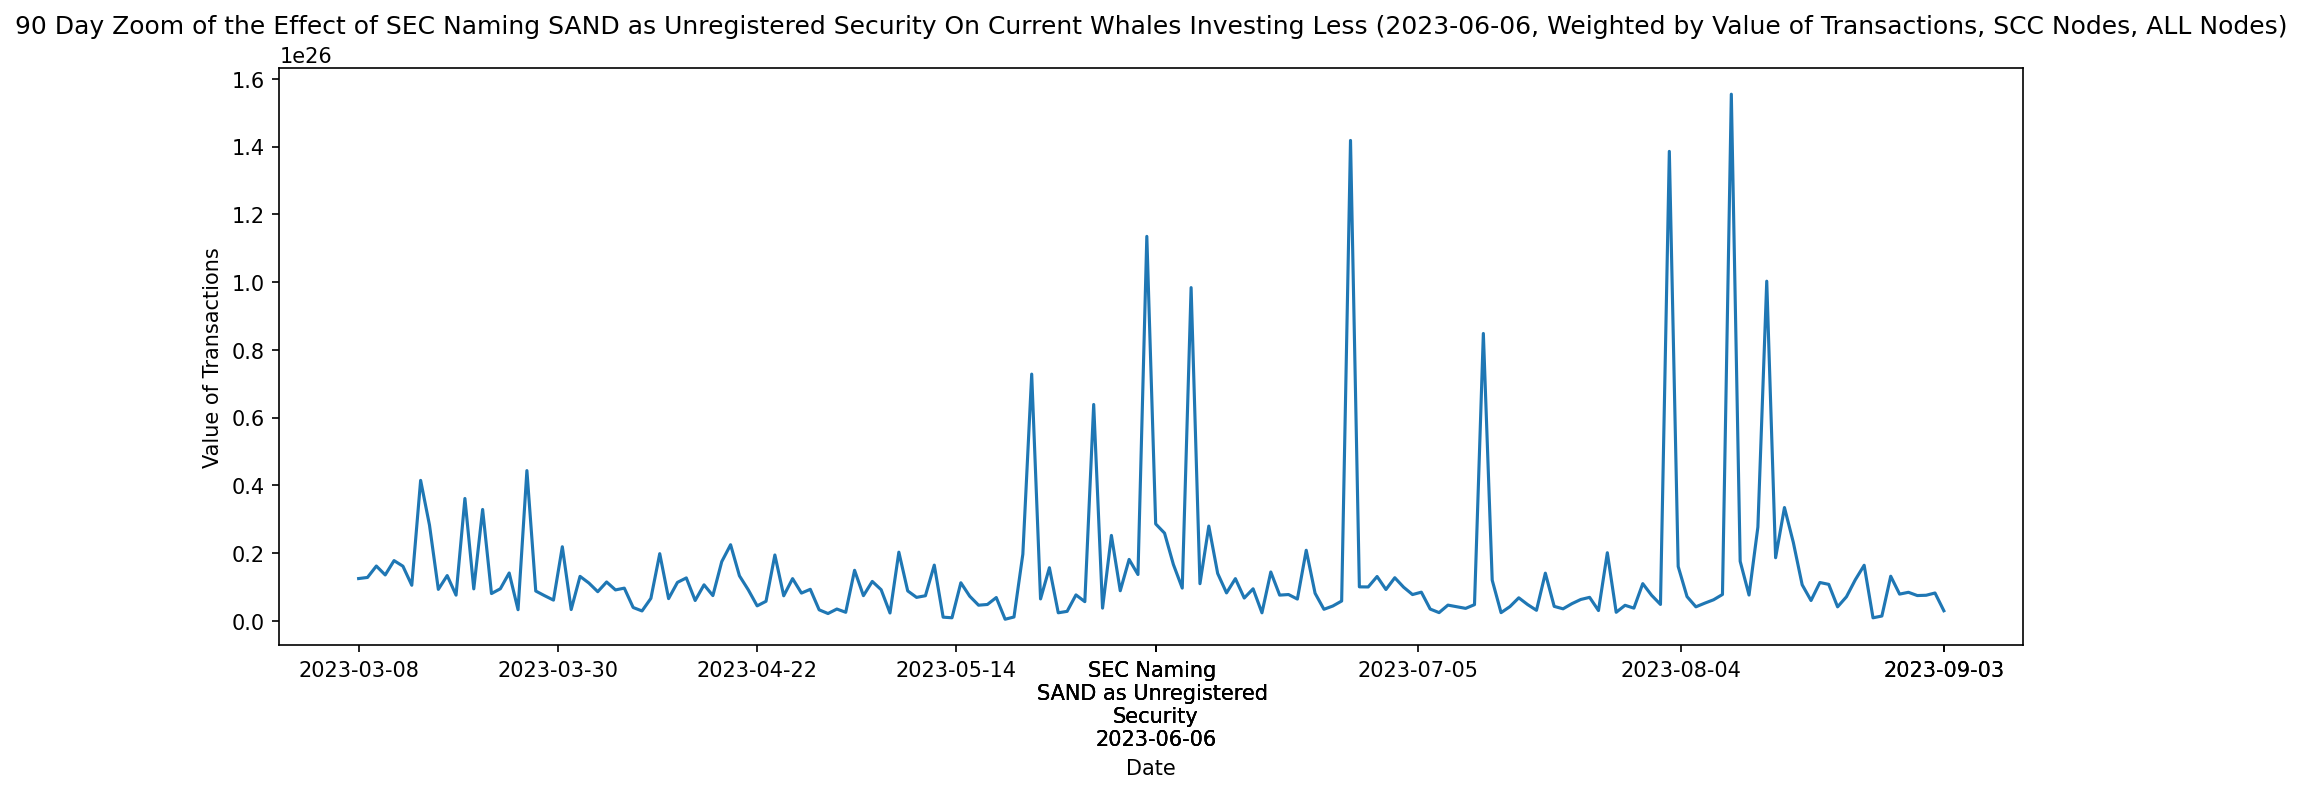 90 Day Zoom of the Effect of SEC Naming SAND as Unregistered Security On Current Whales Investing Less (2023-06-06, Weighted by Value of Transactions, SCC Nodes, ALL Nodes)
1e26
1.6
1.4
1.2
1.0
0.8
0.6
0.4
0.2
0.0
Value of Transactions
2023-03-08
2023-03-30
2023-04-22
2023-05-14
SEC Naming
SAND as Unregistered
Security
2023-06-06
2023-07-05
2023-08-04
2023-09-03
Date